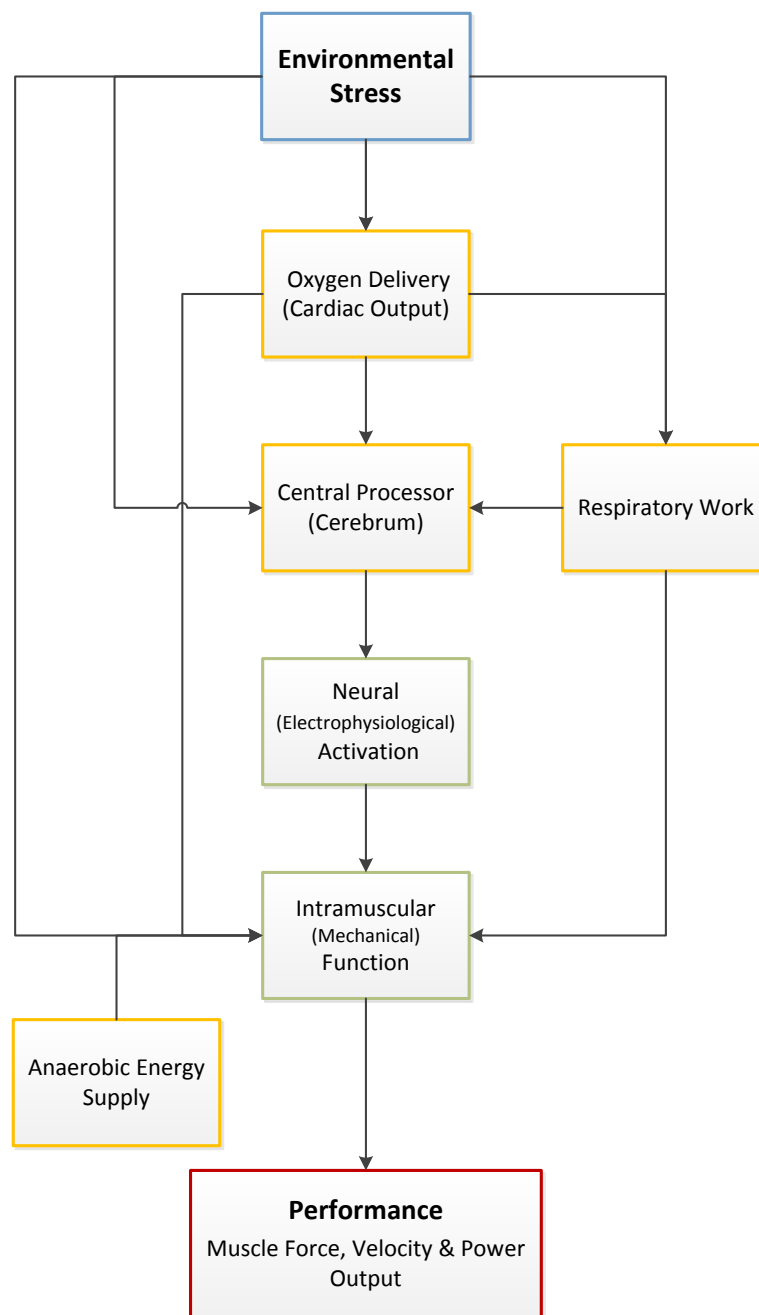 Environmental
Stress
Oxygen Delivery
(Cardiac Output)
Central Processor
(Cerebrum)
Respiratory Work
Neural
(Electrophysiological)
Activation
Intramuscular
(Mechanical)
Function
Anaerobic Energy
Supply
Performance
Muscle Force, Velocity & Power
Output